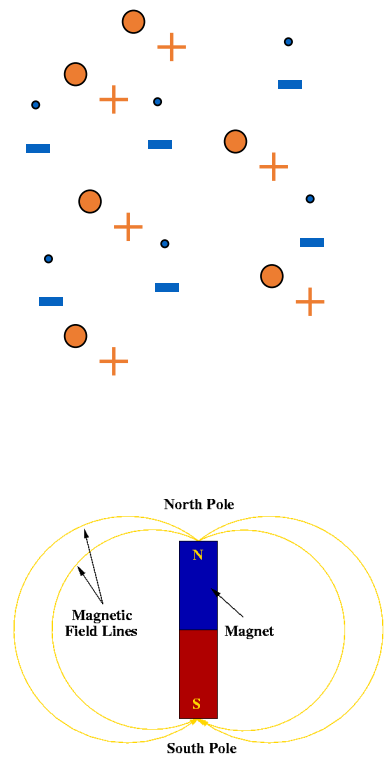 North Pole
N
Magnetic
Field Lines
Magnet
S
South Pole